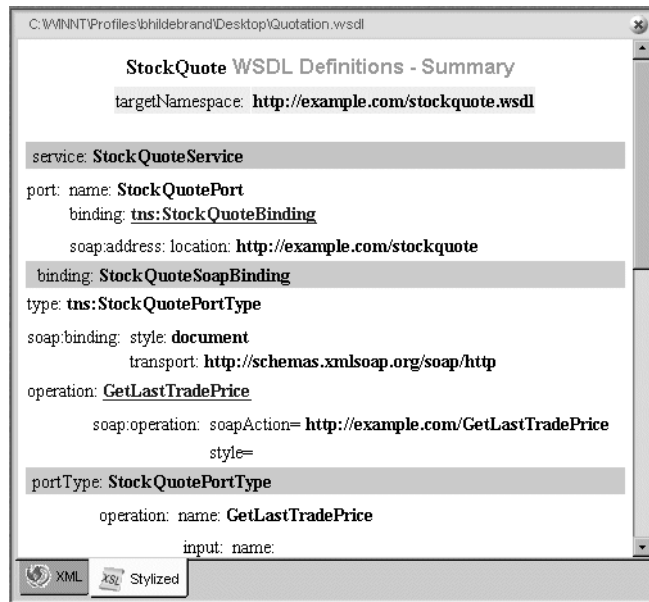 C:\WINNT\Profiles\bhildebrand\Desktop\Quotation.wsdl
StockQuote WSDL Definitions - Summary
targetNamespace: http://example.com/stockquote.wsdl
service: StockQuoteService
port: name: StockQuotePort
binding: tns:StockQuoteBinding
soap:address: location: http://example.com/stockquote
binding: StockQuoteSoapBinding
type: tns:StockQuotePortType
soap:binding: style: document
transport: http://schemas.xmlsoap.org/soap/http
operation: GetLastTradePrice
soap:operation: soapAction= http://example.com/GetLastTradePrice
style=
portType: StockQuotePortType
operation: name: GetLastTradePrice
input: name:
XML XSL Stylized